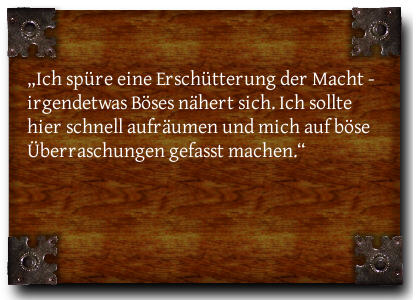 „Ich spüre eine Erschütterung der Macht -
irgendetwas Böses nähert sich. Ich sollte
hier schnell aufräumen und mich auf böse
Überraschungen gefasst machen.“